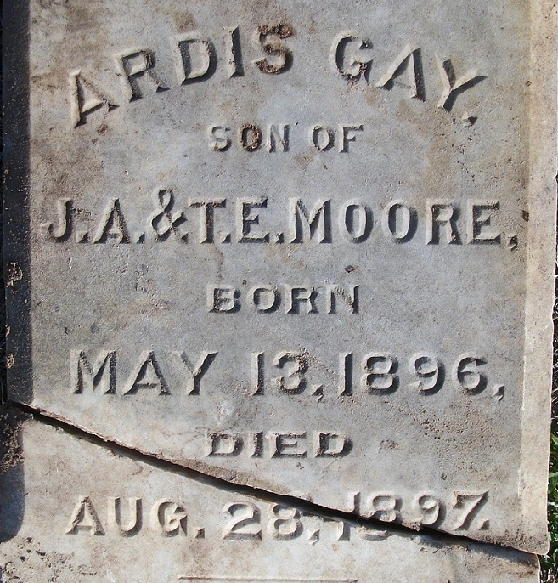 ARDIS GAY,
SON OF
J.A.&T.E.MOORE,
BORN
MAY 13,1896,
DIED
AUG. 28,1897.